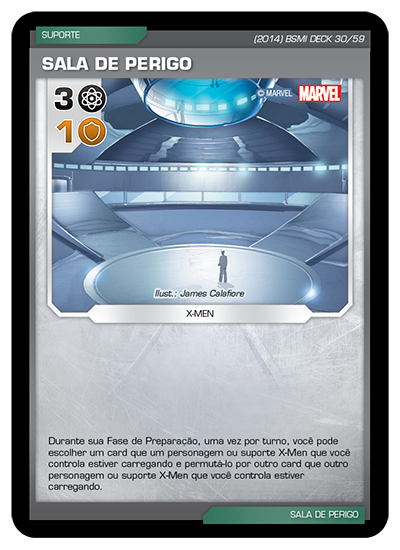 SUPORTE
(2014) BSMI DECK 30/59
SALA DE PERIGO
3
© MARVEL MARVEL
10
Ilust.: James Calafiore
X-MEN
Durante sua Fase de Preparação, uma vez por turno, você pode
escolher um card que um personagem ou suporte X-Men que você
controla estiver carregando e permutá-lo por outro card que outro
personagem ou suporte X-Men que você controla estiver
carregando.
SALA DE PERIGO